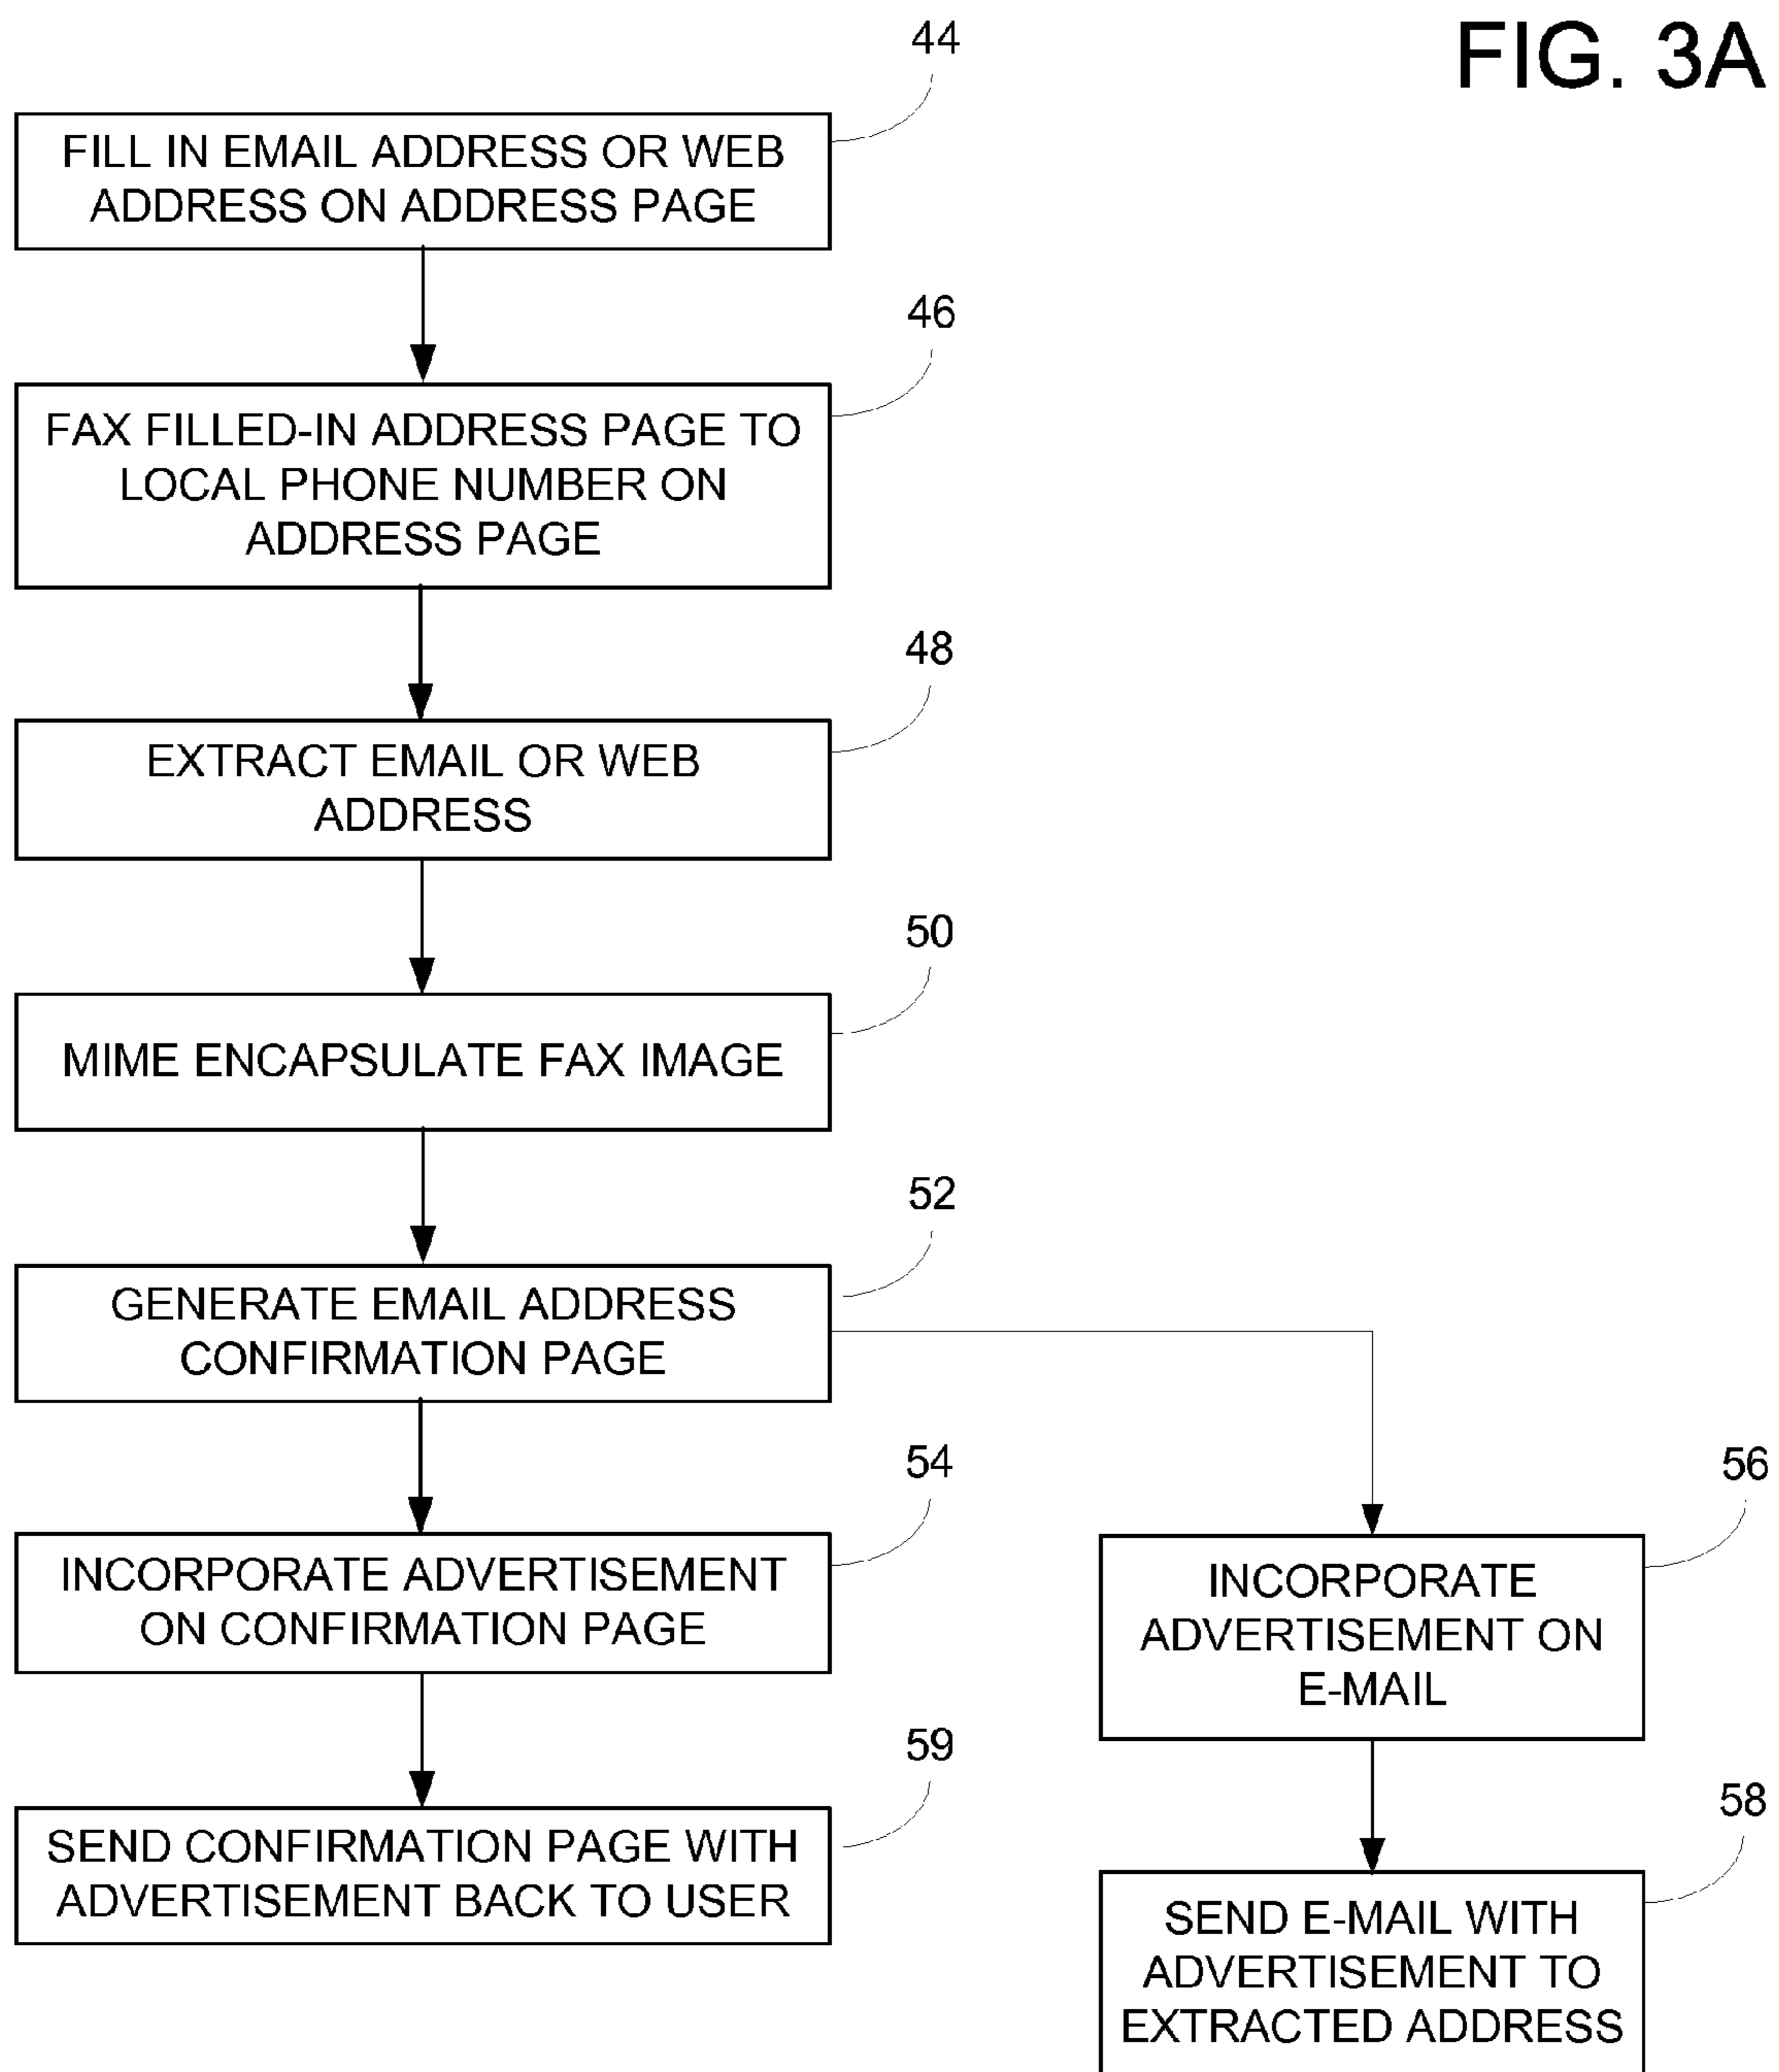 FIG. 3A
44
FILL IN EMAIL ADDRESS OR WEB
ADDRESS ON ADDRESS PAGE
46
FAX FILLED-IN ADDRESS PAGE TO
LOCAL PHONE NUMBER ON
ADDRESS PAGE
48
EXTRACT EMAIL OR WEB
ADDRESS
50
MIME ENCAPSULATE FAX IMAGE
52
GENERATE EMAIL ADDRESS
CONFIRMATION PAGE
54
INCORPORATE ADVERTISEMENT
ON CONFIRMATION PAGE
56
INCORPORATE
ADVERTISEMENT ON
E-MAIL
59
SEND CONFIRMATION PAGE WITH
ADVERTISEMENT BACK TO USER
58
SEND E-MAIL WITH
ADVERTISEMENT TO
EXTRACTED ADDRESS